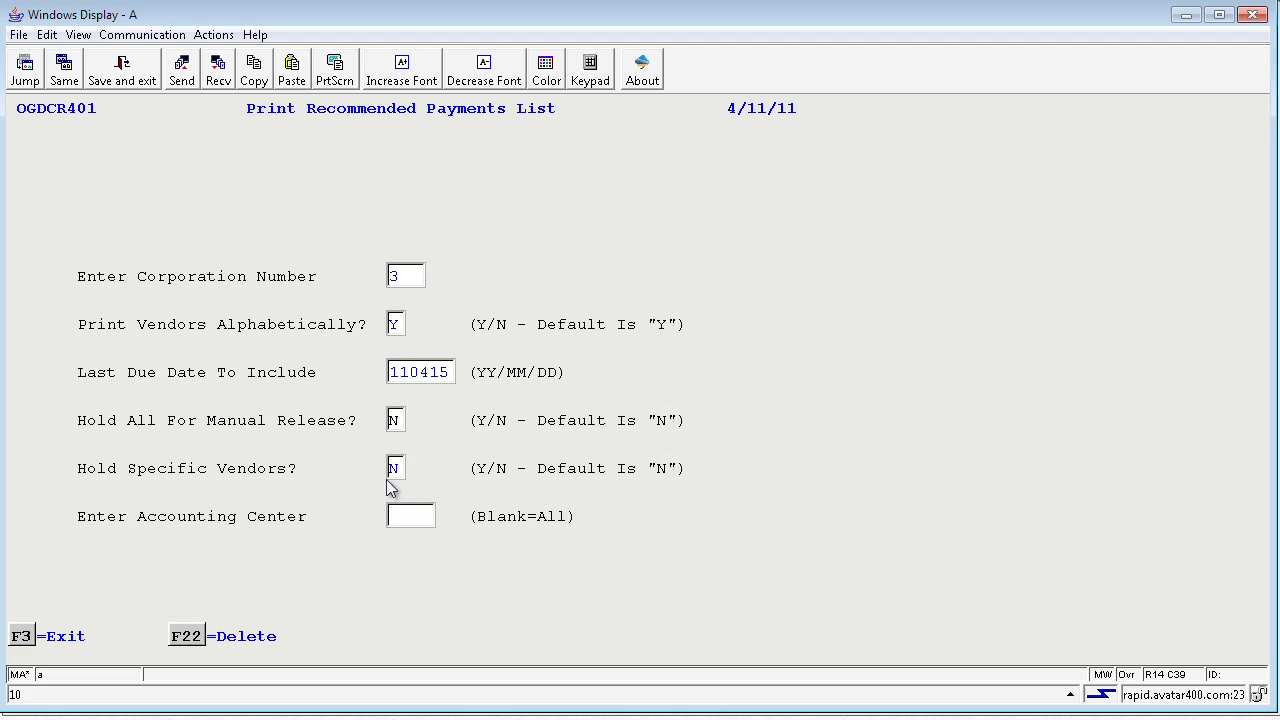 Windows Display - A
File Edit View Communication Actions Help
Jump Same Save and exit Send Recv Copy Paste PrtScrn Increase Font Decrease Font Color Keypad About
OGDCR401 Print Recommended Payments List 4/11/11
Enter Corporation Number 3
Print Vendors Alphabetically? Y (Y/N - Default Is "Y")
Last Due Date To Include 110415 (YY/MM/DD)
Hold All For Manual Release? N (Y/N - Default Is "N")
Hold Specific Vendors? N (Y/N - Default Is "N")
Enter Accounting Center (Blank=All)
F3=Exit F22=Delete
MA* a MW Ovr R14 C39 ID:
10 rapid.avatar400.com:23